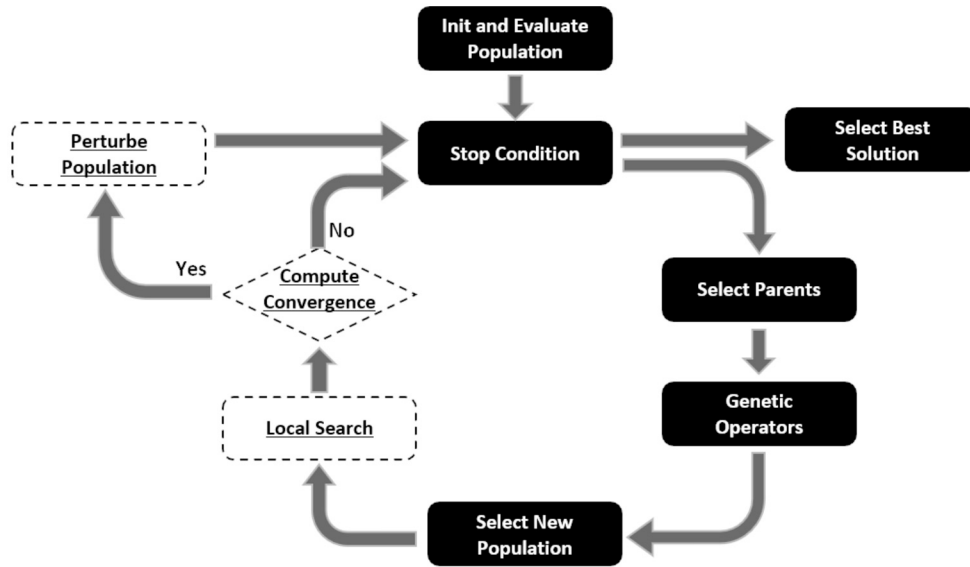 Init and Evaluate
Population
Perturbe
Population
Stop Condition
Select Best
Solution
No
Yes
Compute
Convergence
Select Parents
Local Search
Genetic
Operators
Select New
Population